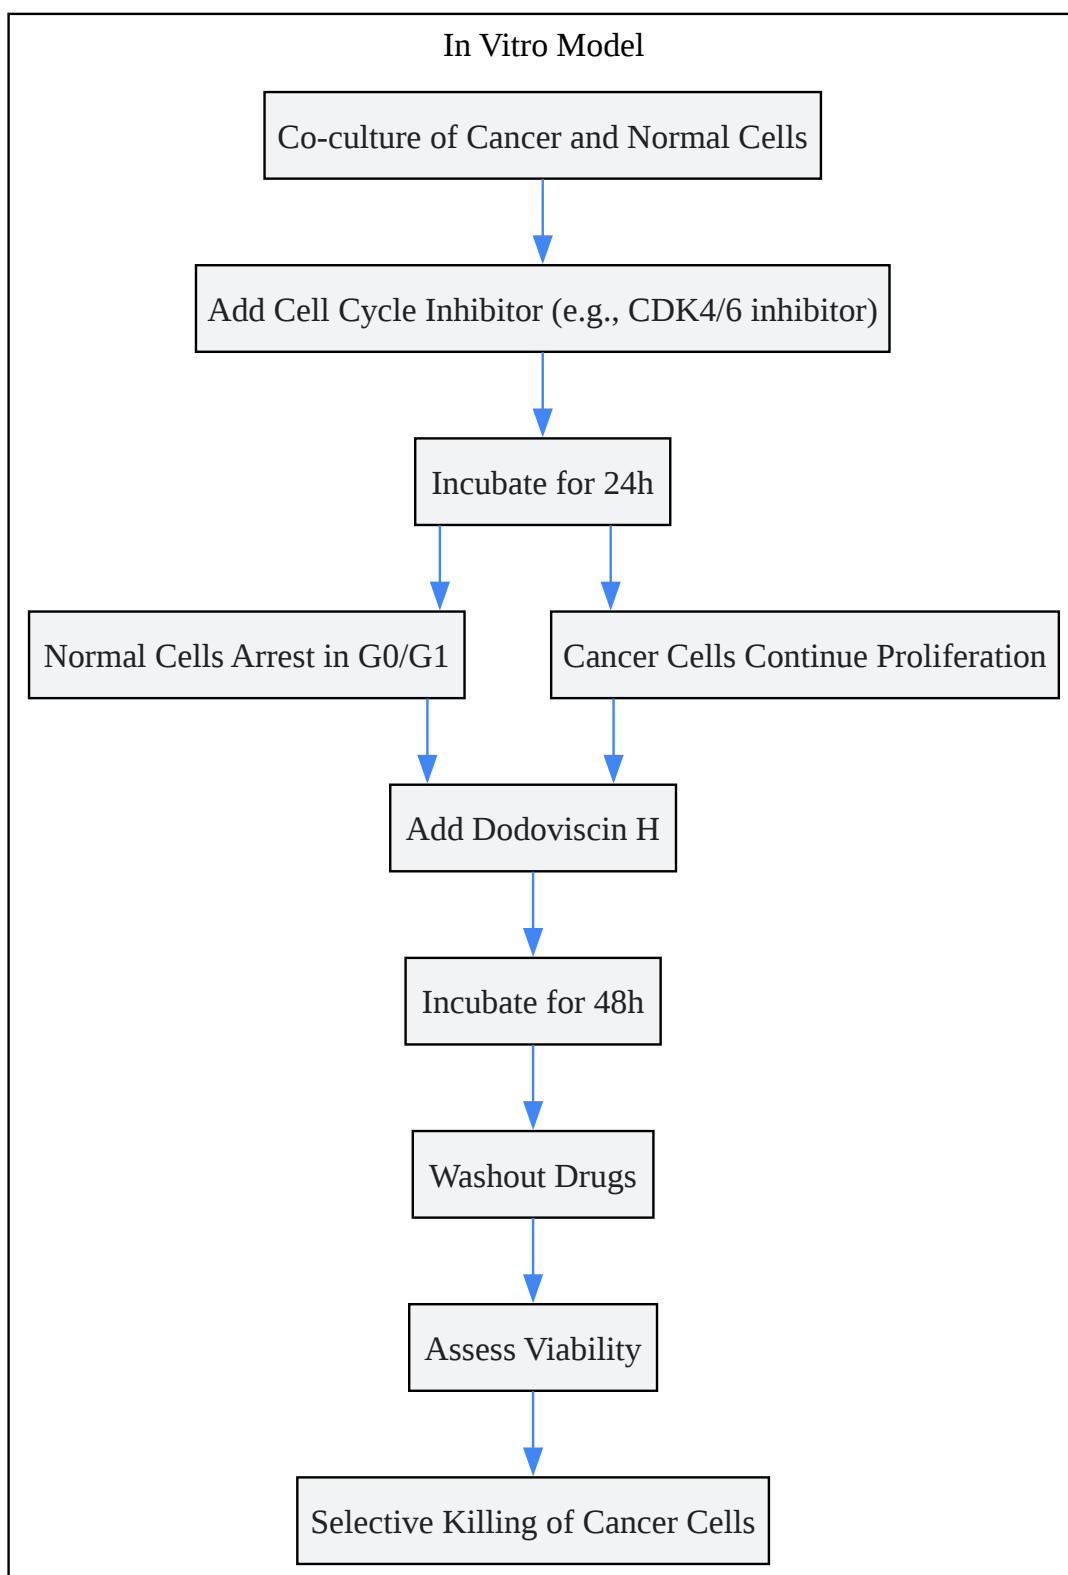 In Vitro Model
Co-culture of Cancer and Normal Cells
Add Cell Cycle Inhibitor (e.g., CDK4/6 inhibitor)
Incubate for 24h
Normal Cells Arrest in G0/G1
Cancer Cells Continue Proliferation
Add Dodoviscin H
Incubate for 48h
Washout Drugs
Assess Viability
Selective Killing of Cancer Cells